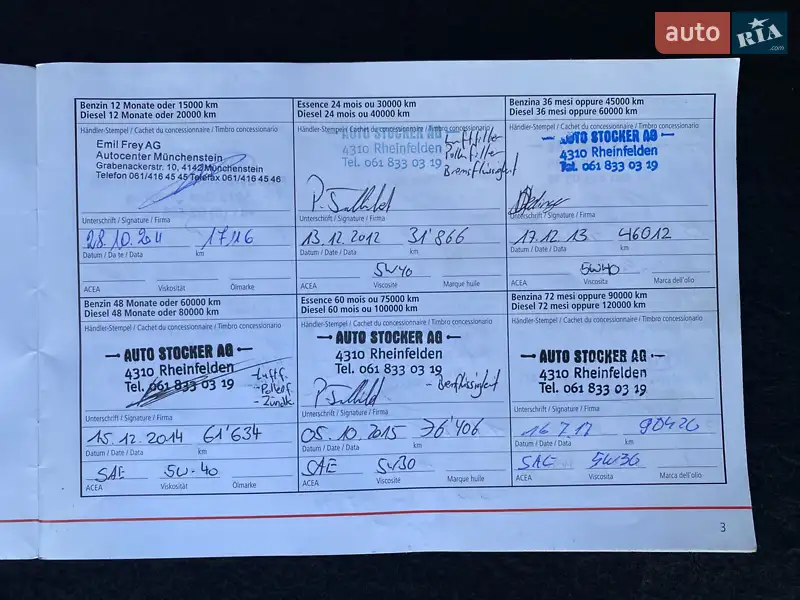 auto RIA .com
Benzin 12 Monate oder 15000 km
Diesel 12 Monate oder 20000 km
Händler-Stempel / Cachet du concessionnaire / Timbro concessionario
Emil Frey AG
Autocenter Münchenstein
Grabenackerstr. 10, 4142 Münchenstein
Telefon 061/416 45 45 Telefax 061/416 45 46
Unterschrift / Signature / Firma
28.10.2011
Datum / Date / Data km
ACEA Viskosität Ölmarke
Essence 24 mois ou 30000 km
Diesel 24 mois ou 40000 km
Händler-Stempel / Cachet du concessionnaire / Timbro concessionario
AUTO STOCKER AG
4310 Rheinfelden
Tel. 061 833 03 19
Luftfilter
Pollenfilter
Bremsflüssigkeit
Unterschrift / Signature / Firma
13.12.2012 31'866
Datum / Date / Data km
5W40
ACEA Viscosité Marque huile
Benzina 36 mesi oppure 45000 km
Diesel 36 mesi oppure 60000 km
Händler-Stempel / Cachet du concessionnaire / Timbro concessionario
AUTO STOCKER AG
4310 Rheinfelden
Tel. 061 833 03 19
Unterschrift / Signature / Firma
17.12.13 46012
Datum / Date / Data km
5W40
ACEA Viscosita Marca dell'olio
Benzin 48 Monate oder 60000 km
Diesel 48 Monate oder 80000 km
Händler-Stempel / Cachet du concessionnaire / Timbro concessionario
AUTO STOCKER AG
4310 Rheinfelden
Tel. 061 833 03 19
- Luftf.
- Pollenf.
- Zündk.
Unterschrift / Signature / Firma
15.12.2014 61'634
Datum / Date / Data km
SAE 5W-40
ACEA Viskosität Ölmarke
Essence 60 mois ou 75000 km
Diesel 60 mois ou 100000 km
Händler-Stempel / Cachet du concessionnaire / Timbro concessionario
AUTO STOCKER AG
4310 Rheinfelden
Tel. 061 833 03 19
Unterschrift / Signature / Firma
05.10.2015 76'406
Datum / Date / Data km
SAE 5W30
ACEA Viscosité Marque huile
Benzina 72 mesi oppure 90000 km
Diesel 72 mesi oppure 120000 km
Händler-Stempel / Cachet du concessionnaire / Timbro concessionario
AUTO STOCKER AG
4310 Rheinfelden
Tel. 061 833 03 19
Unterschrift / Signature / Firma
16.7.17 90420
Datum / Date / Data km
SAE 5W30
ACEA Viscosita Marca dell'olio
3